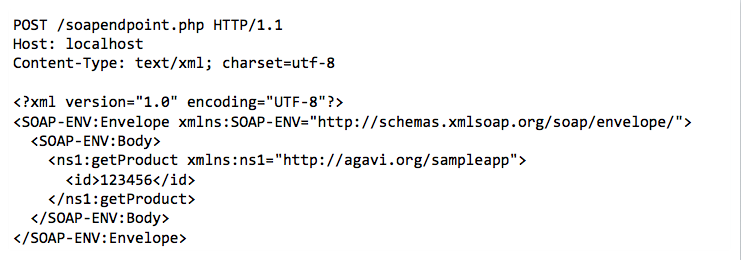 POST /soapendpoint.php HTTP/1.1
Host: localhost
Content-Type: text/xml; charset=utf-8

<?xml version="1.0" encoding="UTF-8"?>
<SOAP-ENV:Envelope xmlns:SOAP-ENV="http://schemas.xmlsoap.org/soap/envelope/">
  <SOAP-ENV:Body>
    <ns1:getProduct xmlns:ns1="http://agavi.org/sampleapp">
      <id>123456</id>
    </ns1:getProduct>
  </SOAP-ENV:Body>
</SOAP-ENV:Envelope>